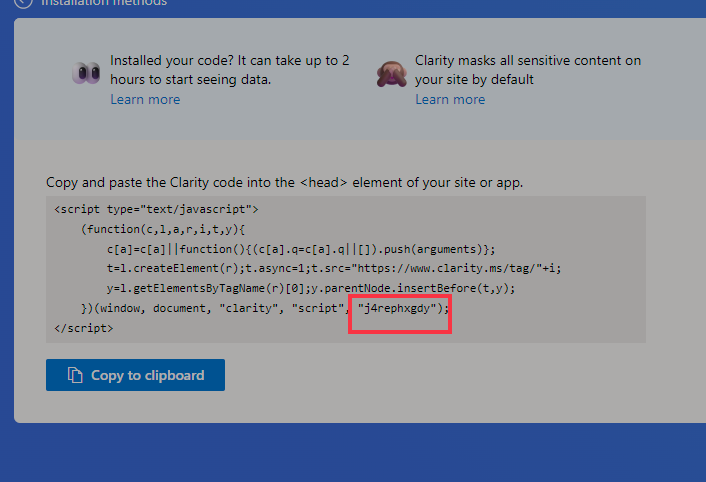 Installation methods
Installed your code? It can take up to 2
hours to start seeing data.
Learn more
Clarity masks all sensitive content on
your site by default
Learn more
Copy and paste the Clarity code into the <head> element of your site or app.
<script type="text/javascript">
(function(c,l,a,r,i,t,y){
c[a]=c[a]||function(){(c[a].q=c[a].q||[]).push(arguments)};
t=l.createElement(r);t.async=1;t.src="https://www.clarity.ms/tag/"+i;
y=l.getElementsByTagName(r)[0];y.parentNode.insertBefore(t,y);
})(window, document, "clarity", "script", "j4rephxgdy");
</script>
Copy to clipboard